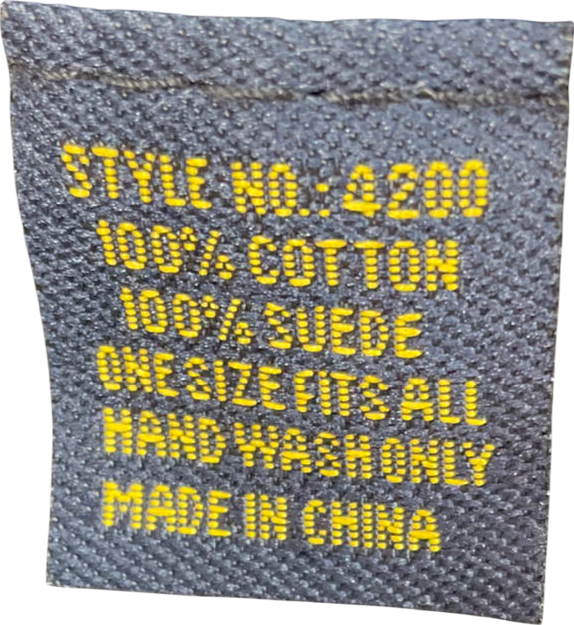 STYLE NO.: 4200
100% COTTON
100% SUEDE
ONE SIZE FITS ALL
HAND WASH ONLY
MADE IN CHINA